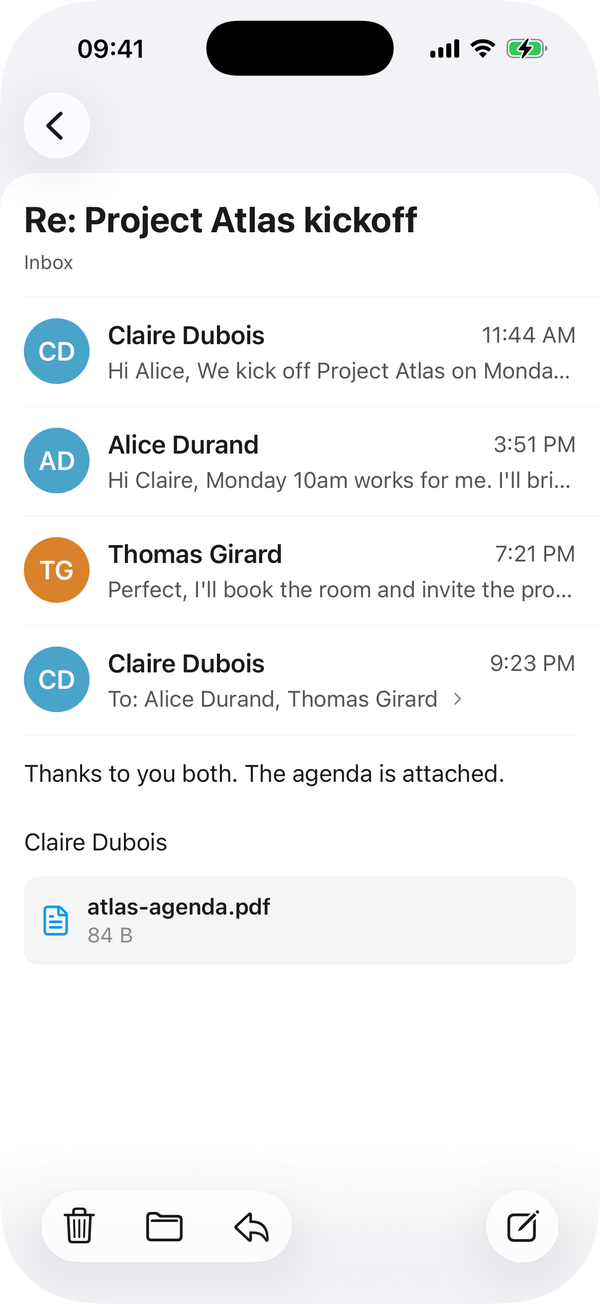 09:41
Re: Project Atlas kickoff
Inbox
CD
Claire Dubois
11:44 AM
Hi Alice, We kick off Project Atlas on Monda...
AD
Alice Durand
3:51 PM
Hi Claire, Monday 10am works for me. I'll bri...
TG
Thomas Girard
7:21 PM
Perfect, I'll book the room and invite the pro...
CD
Claire Dubois
9:23 PM
To: Alice Durand, Thomas Girard
Thanks to you both. The agenda is attached.
Claire Dubois
atlas-agenda.pdf
84 B